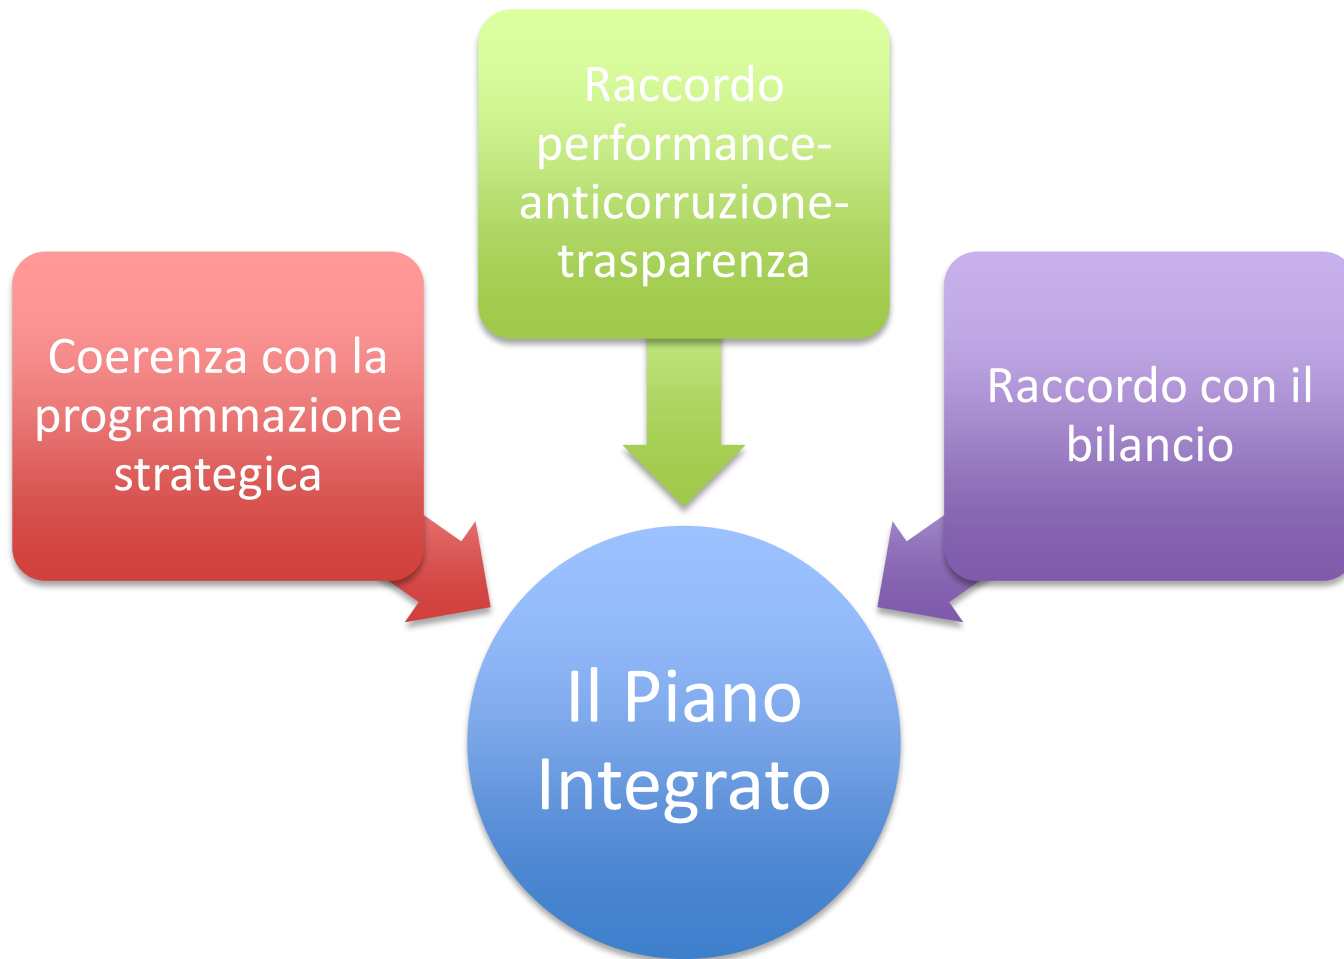 Raccordo
performance-
anticorruzione-
trasparenza
Coerenza con la
programmazione
strategica
Raccordo con il
bilancio
Il Piano
Integrato